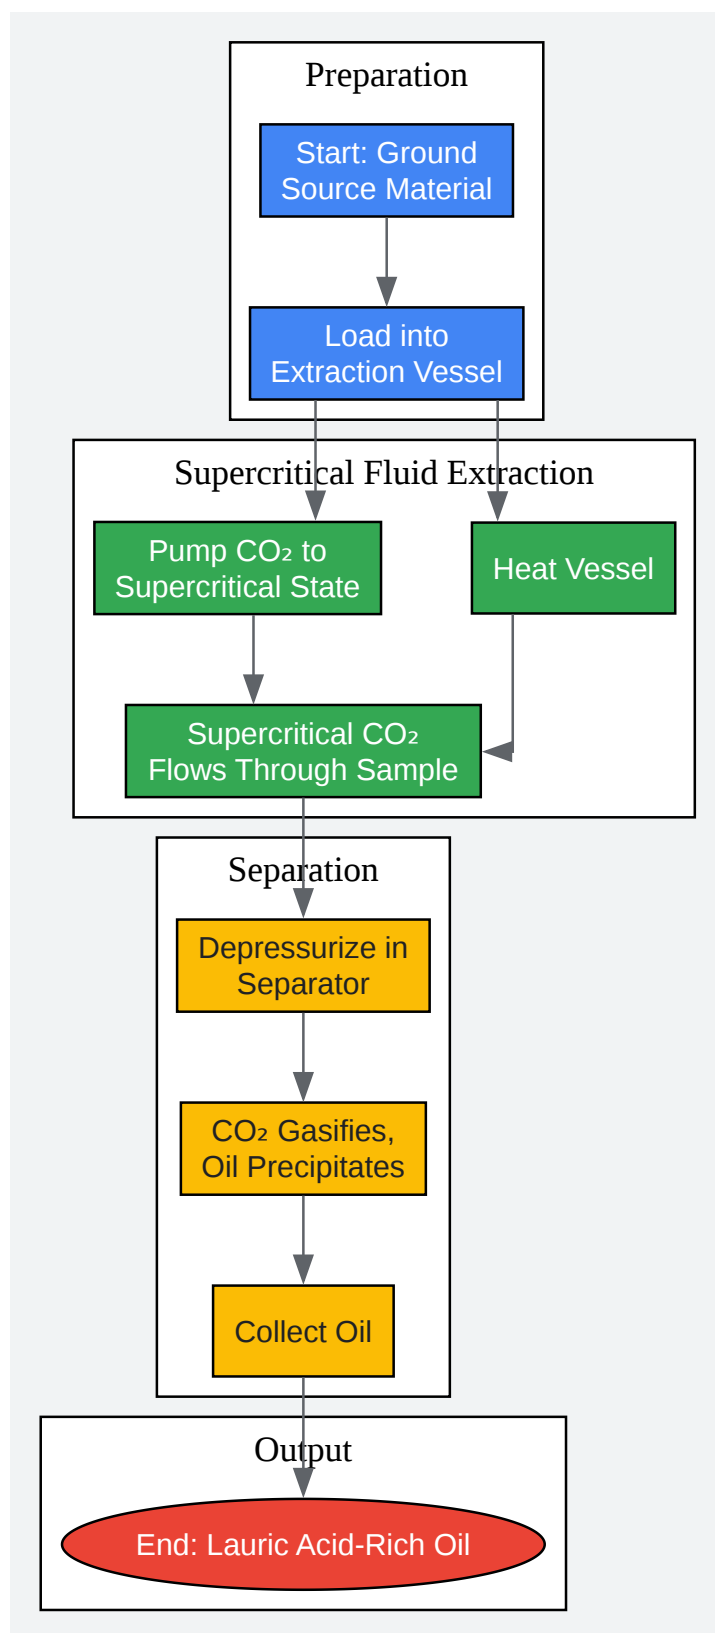 Preparation
Start: Ground
Source Material
Load into
Extraction Vessel
Supercritical Fluid Extraction
Pump CO₂ to
Supercritical State
Heat Vessel
Supercritical CO₂
Flows Through Sample
Separation
Depressurize in
Separator
CO₂ Gasifies,
Oil Precipitates
Collect Oil
Output
End: Lauric Acid-Rich Oil